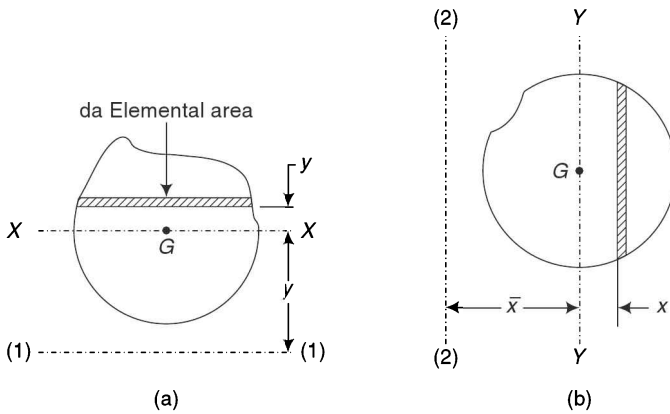 da Elemental area
y
X
X
G
y
(1)
(1)
(a)
(2)
Y
G
x̄
x
(2)
Y
(b)